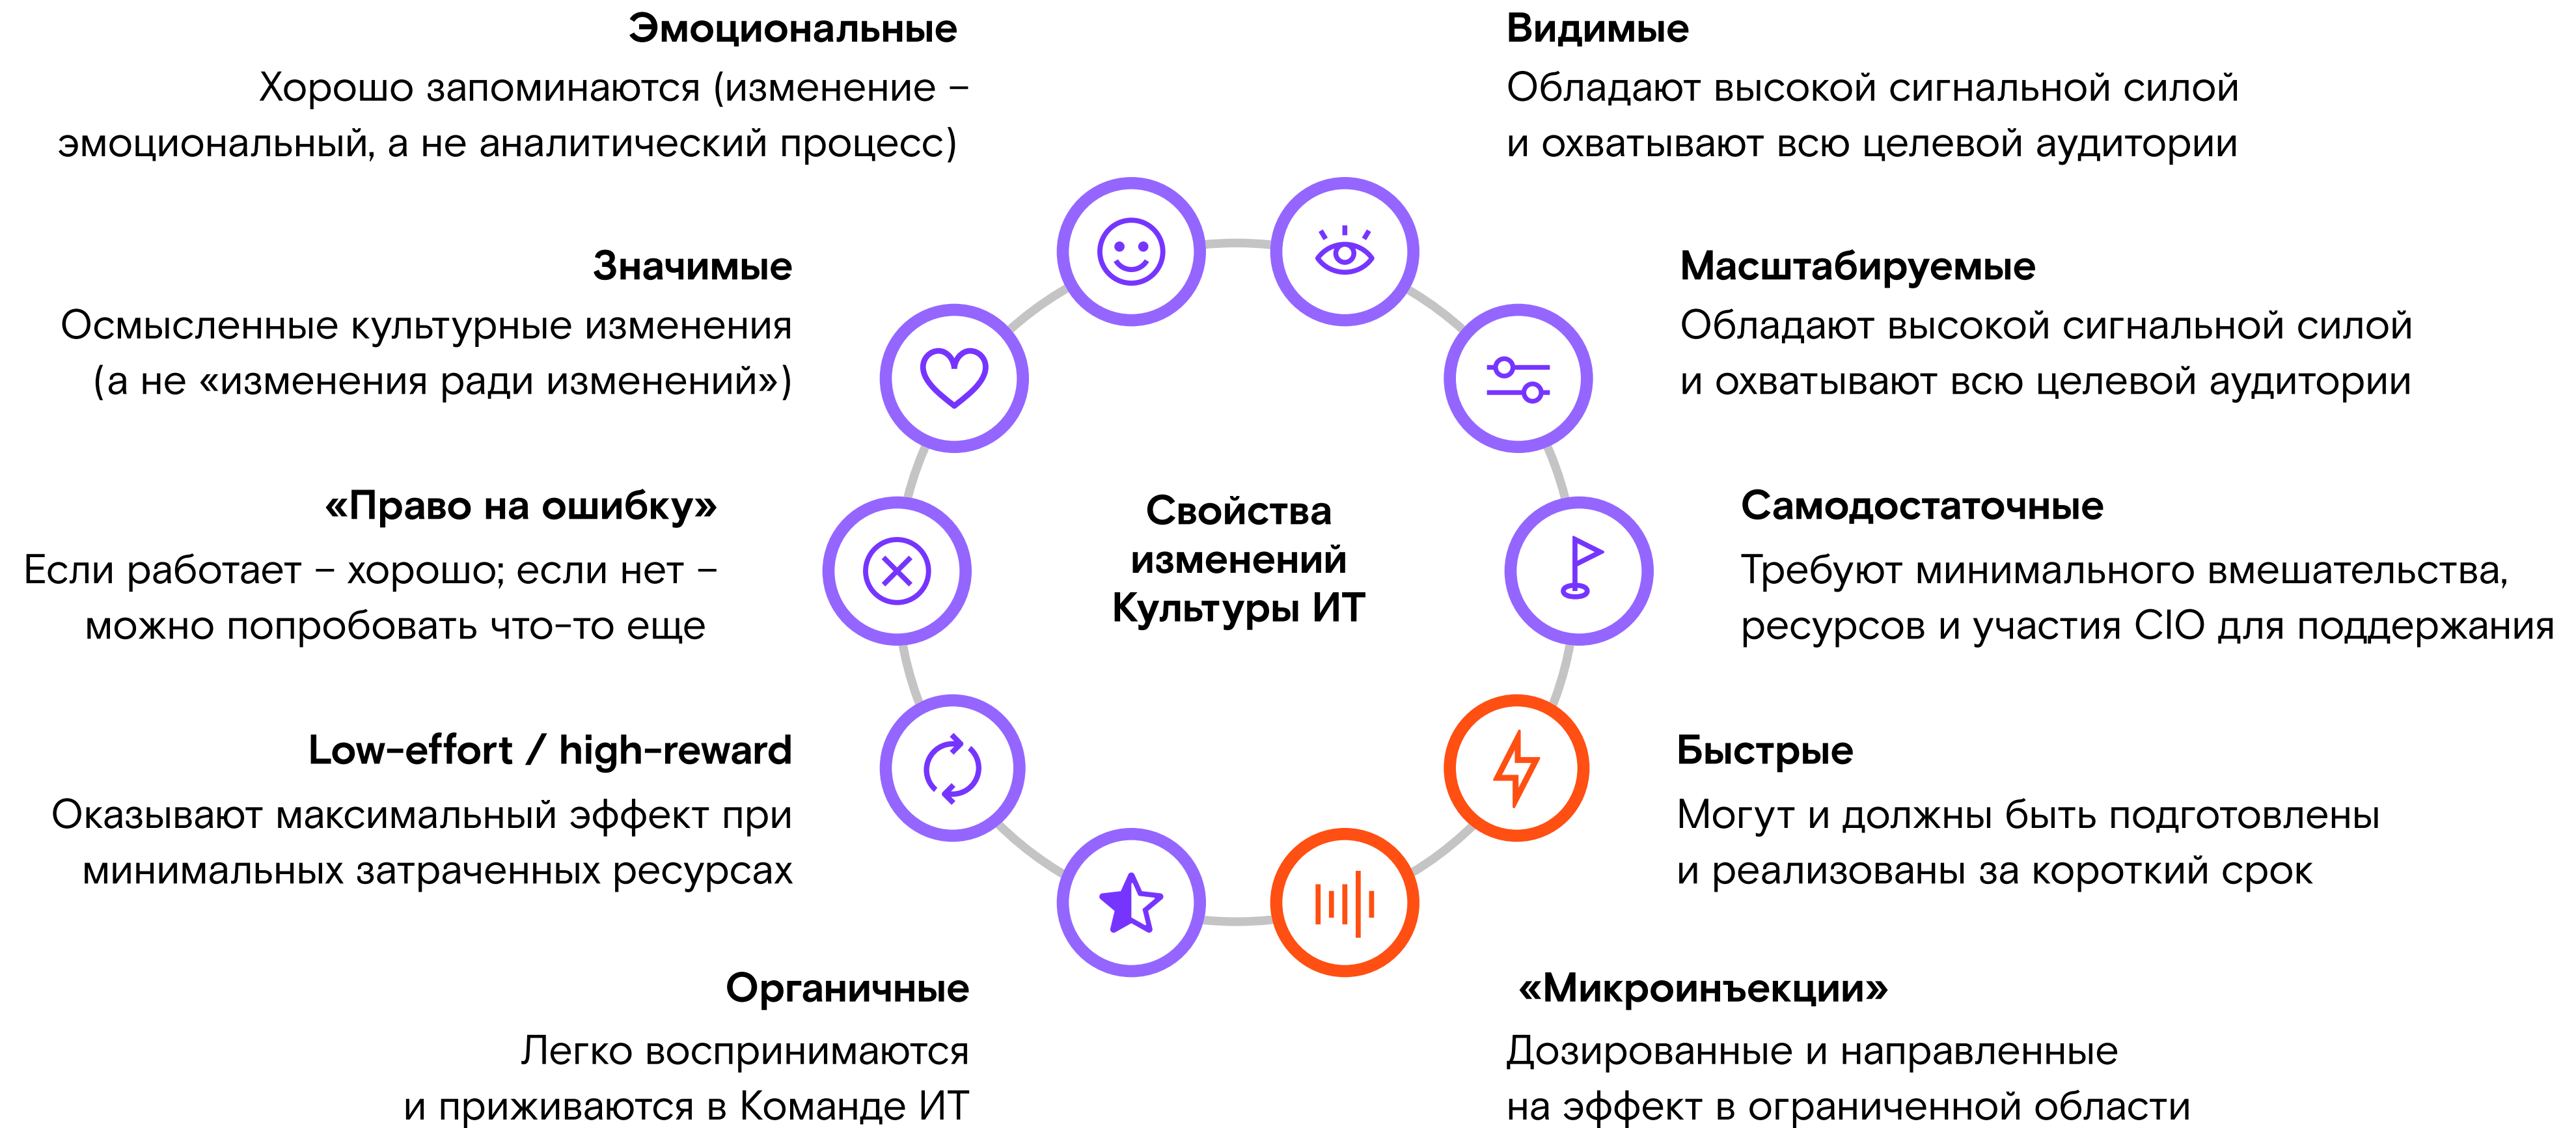 Эмоциональные
Хорошо запоминаются (изменение –
эмоциональный, а не аналитический процесс)
Значимые
Осмысленные культурные изменения
(а не «изменения ради изменений»)
«Право на ошибку»
Если работает – хорошо; если нет –
можно попробовать что-то еще
Low-effort / high-reward
Оказывают максимальный эффект при
минимальных затраченных ресурсах
Органичные
Легко воспринимаются
и приживаются в Команде ИТ
Свойства
изменений
Культуры ИТ
Видимые
Обладают высокой сигнальной силой
и охватывают всю целевой аудитории
Масштабируемые
Обладают высокой сигнальной силой
и охватывают всю целевой аудитории
Самодостаточные
Требуют минимального вмешательства,
ресурсов и участия CIO для поддержания
Быстрые
Могут и должны быть подготовлены
и реализованы за короткий срок
«Микроинъекции»
Дозированные и направленные
на эффект в ограниченной области